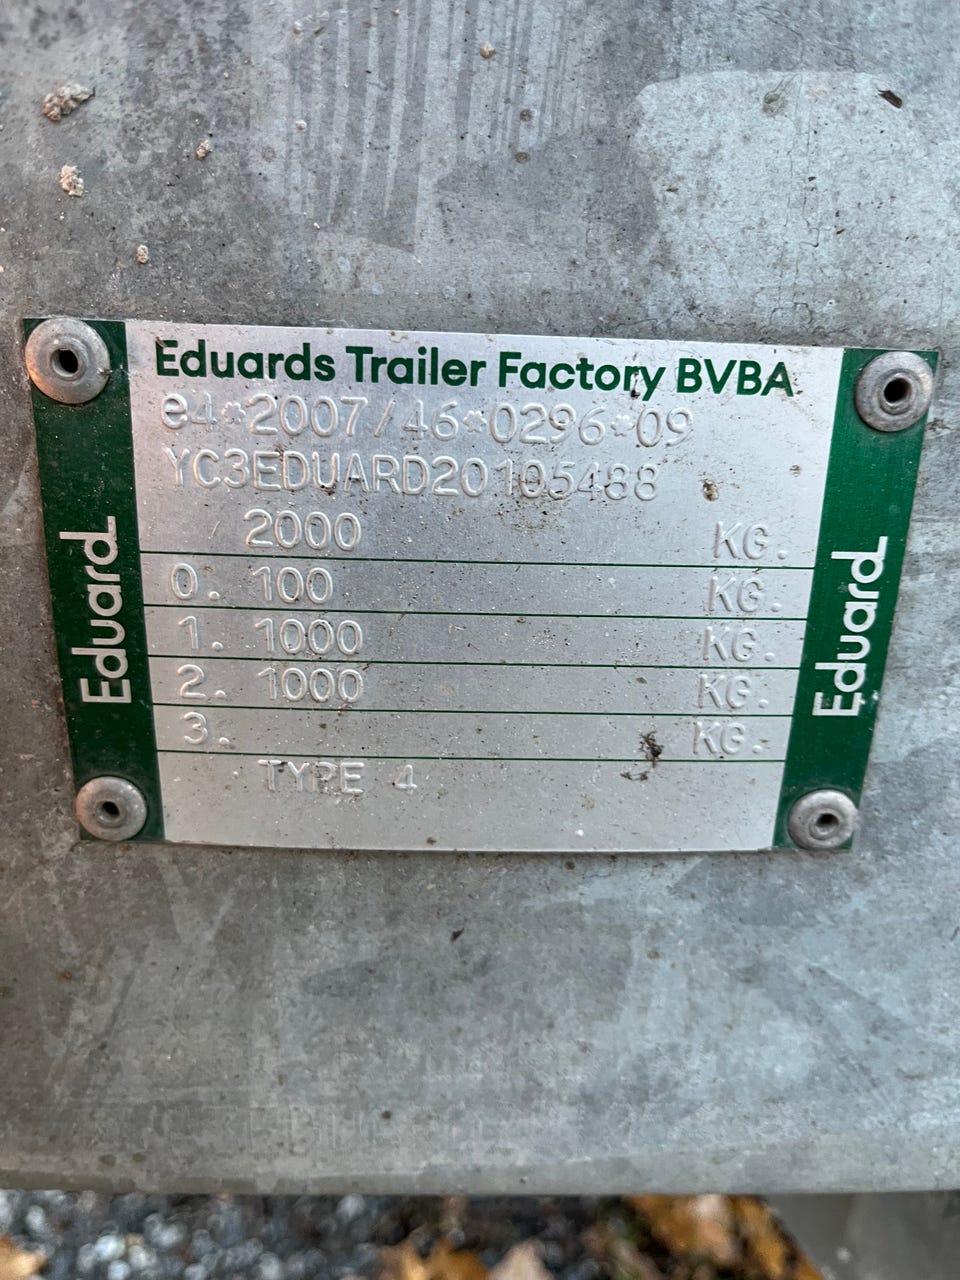 Eduards Trailer Factory BVBA
e4*2007/46*0296*09
YC3EDUARD20105488
2000 KG.
0. 100 KG.
1. 1000 KG.
2. 1000 KG.
3. KG.
TYPE 4
Eduard
Eduard